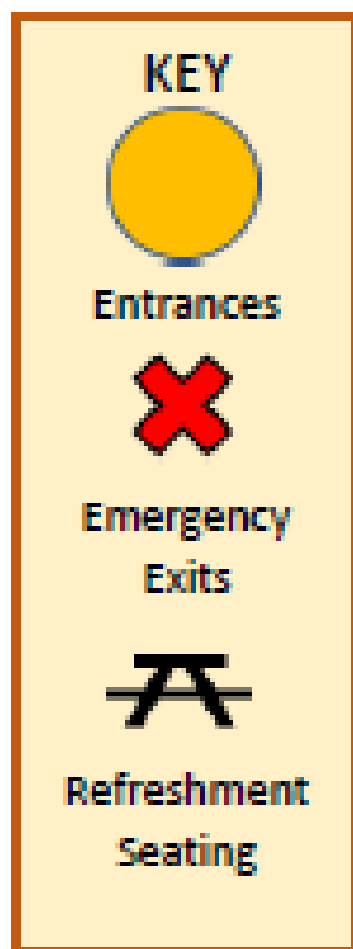 KEY
Entrances
Emergency
Exits
Refreshment
Seating